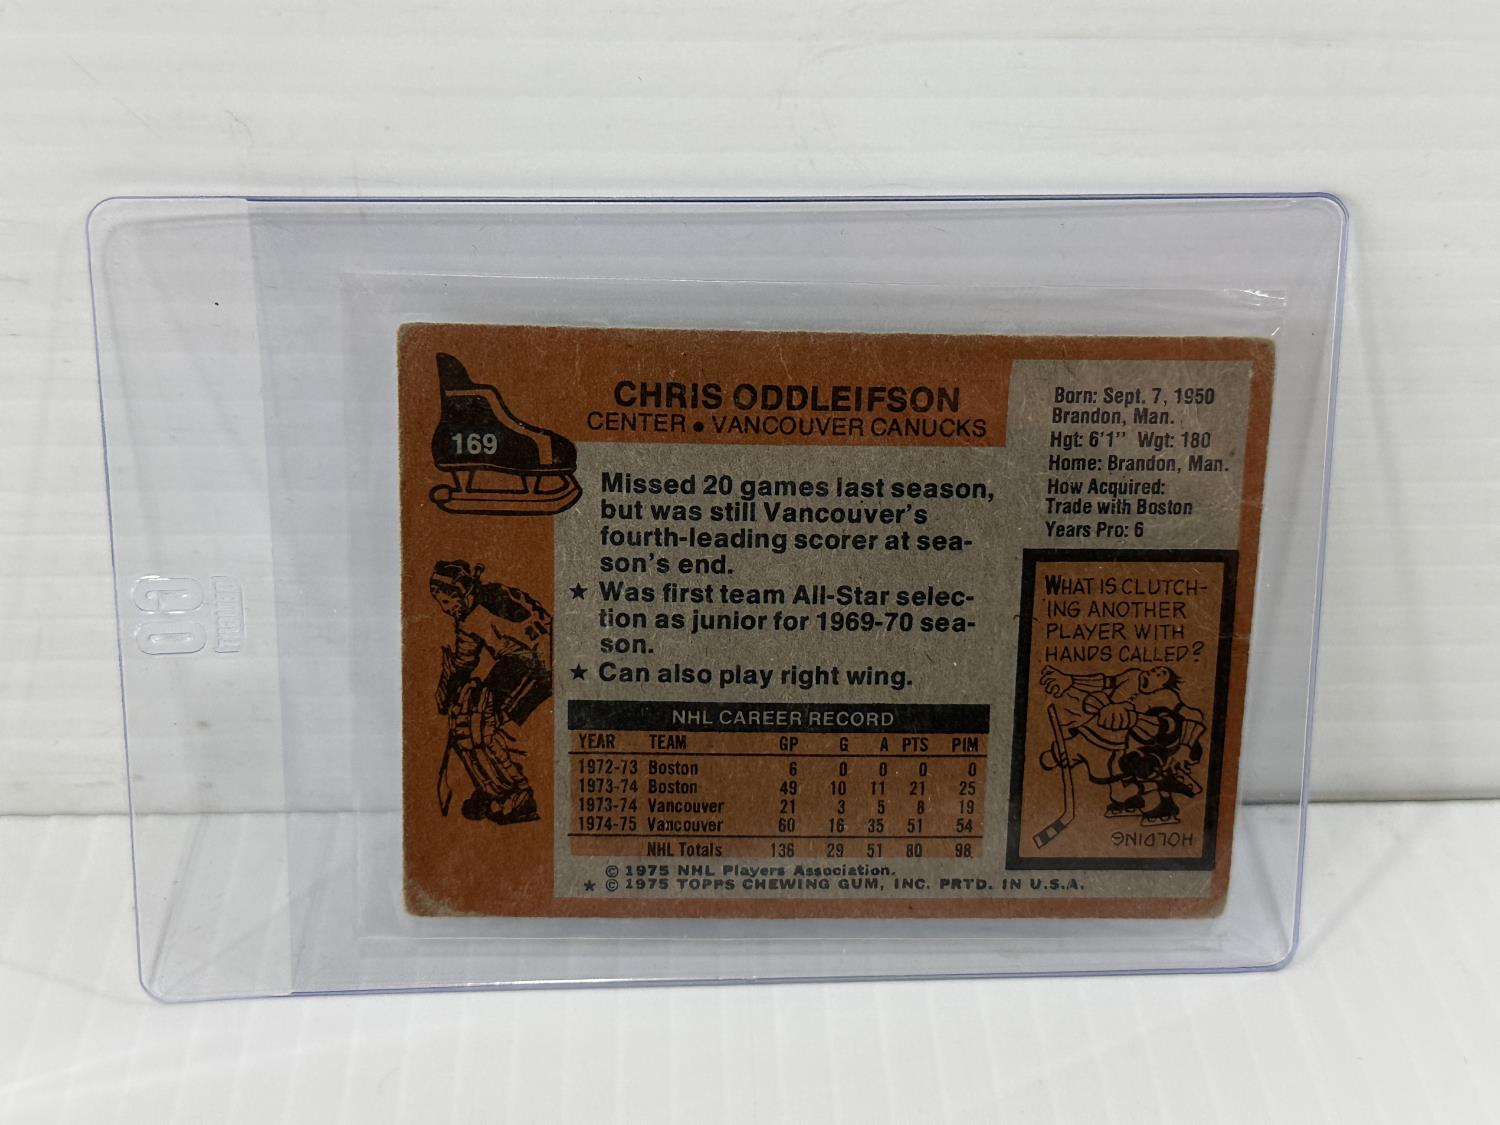 169
CHRIS ODDLEIFSON
CENTER • VANCOUVER CANUCKS
Born: Sept. 7, 1950
Brandon, Man.
Hgt: 6'1" Wgt: 180
Home: Brandon, Man.
How Acquired:
Trade with Boston
Years Pro: 6
Missed 20 games last season,
but was still Vancouver's
fourth-leading scorer at sea-
son's end.
★ Was first team All-Star selec-
tion as junior for 1969-70 sea-
son.
★ Can also play right wing.
NHL CAREER RECORD
YEAR TEAM GP G A PTS PIM
1972-73 Boston 6 0 0 0 0
1973-74 Boston 49 10 11 21 25
1973-74 Vancouver 21 3 5 8 19
1974-75 Vancouver 60 16 35 51 54
NHL Totals 136 29 51 80 98
© 1975 NHL Players Association.
★ © 1975 TOPPS CHEWING GUM, INC. PRTD. IN U.S.A.
WHAT IS CLUTCH-
ING ANOTHER
PLAYER WITH
HANDS CALLED?
HOLDING